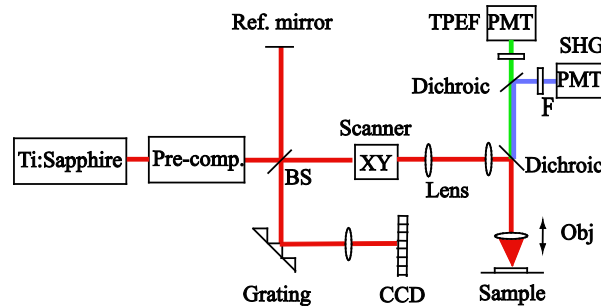 TPEF PMT
Ref. mirror
SHG
PMT
Dichroic
F
Scanner
Ti:Sapphire
Pre-comp.
XY
Dichroic
BS
Lens
Obj
Grating
CCD
Sample